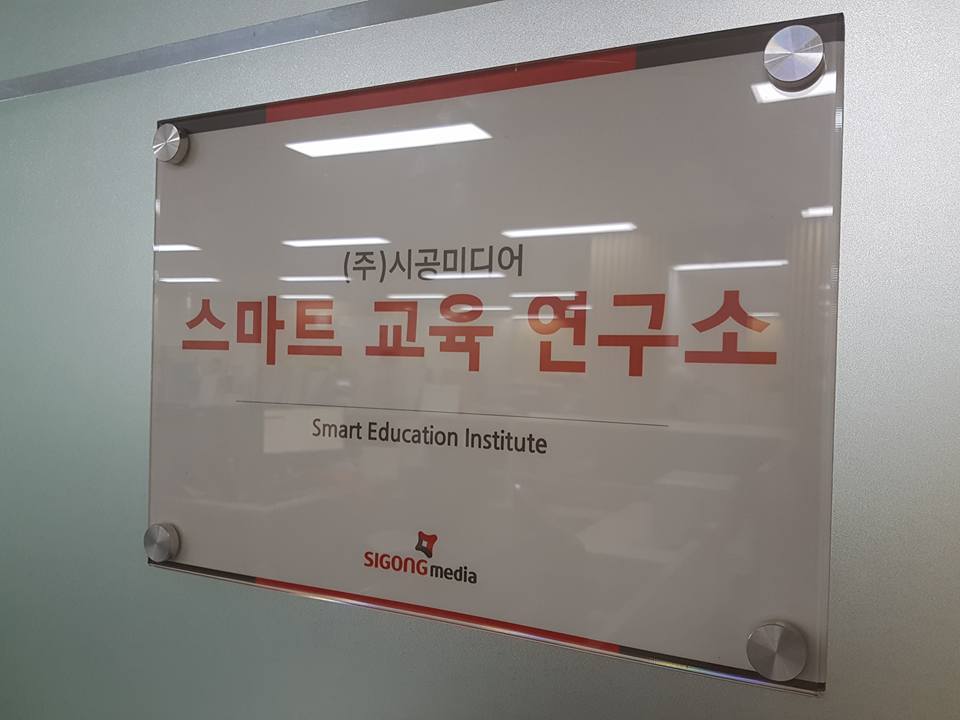 (주)시공미디어
스마트 교육 연구소
Smart Education Institute
SIGONG media